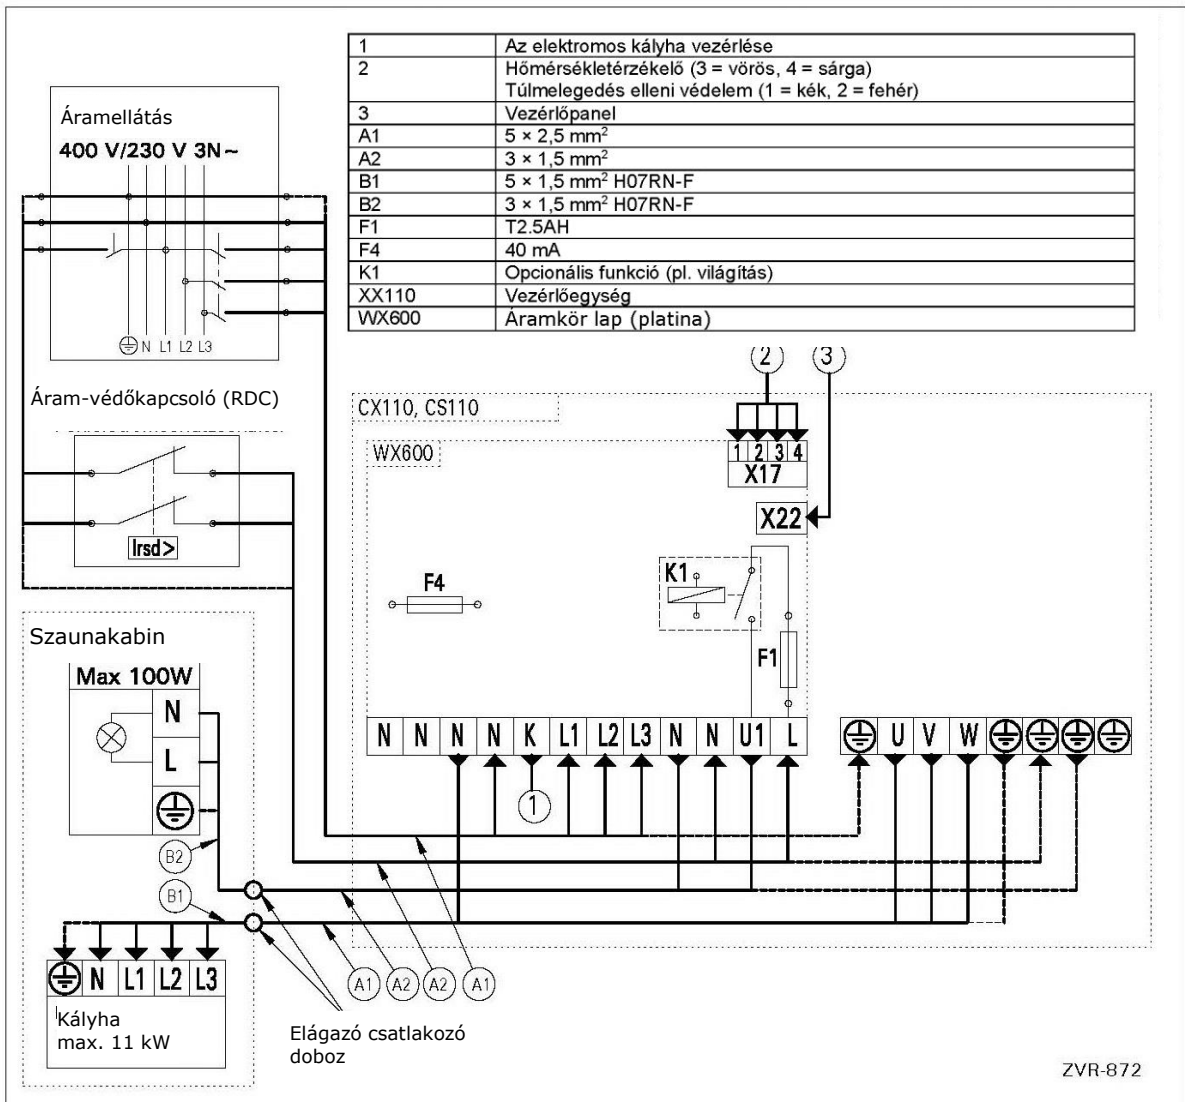 1 Az elektromos kályha vezérlése
2 Hőmérsékletérzékelő (3 = vörös, 4 = sárga)
Túlmelegedés elleni védelem (1 = kék, 2 = fehér)
3 Vezérlőpanel
A1 5 × 2,5 mm²
A2 3 × 1,5 mm²
B1 5 × 1,5 mm² H07RN-F
B2 3 × 1,5 mm² H07RN-F
F1 T2.5AH
F4 40 mA
K1 Opcionális funkció (pl. világítás)
XX110 Vezérlőegység
WX600 Áramkör lap (platina)
Áramellátás
400 V/230 V 3N~
N L1 L2 L3
Áram-védőkapcsoló (RDC)
Irsd>
2 3
CX110, CS110
WX600
1 2 3 4
X17
X22
K1
F4
F1
N N N N K L1 L2 L3 N N U1 L
U V W
1
Szaunakabin
Max 100W
N
L
B2
B1
N L1 L2 L3
Kályha
max. 11 kW
A1 A2 A2 A1
Elágazó csatlakozó
doboz
ZVR-872